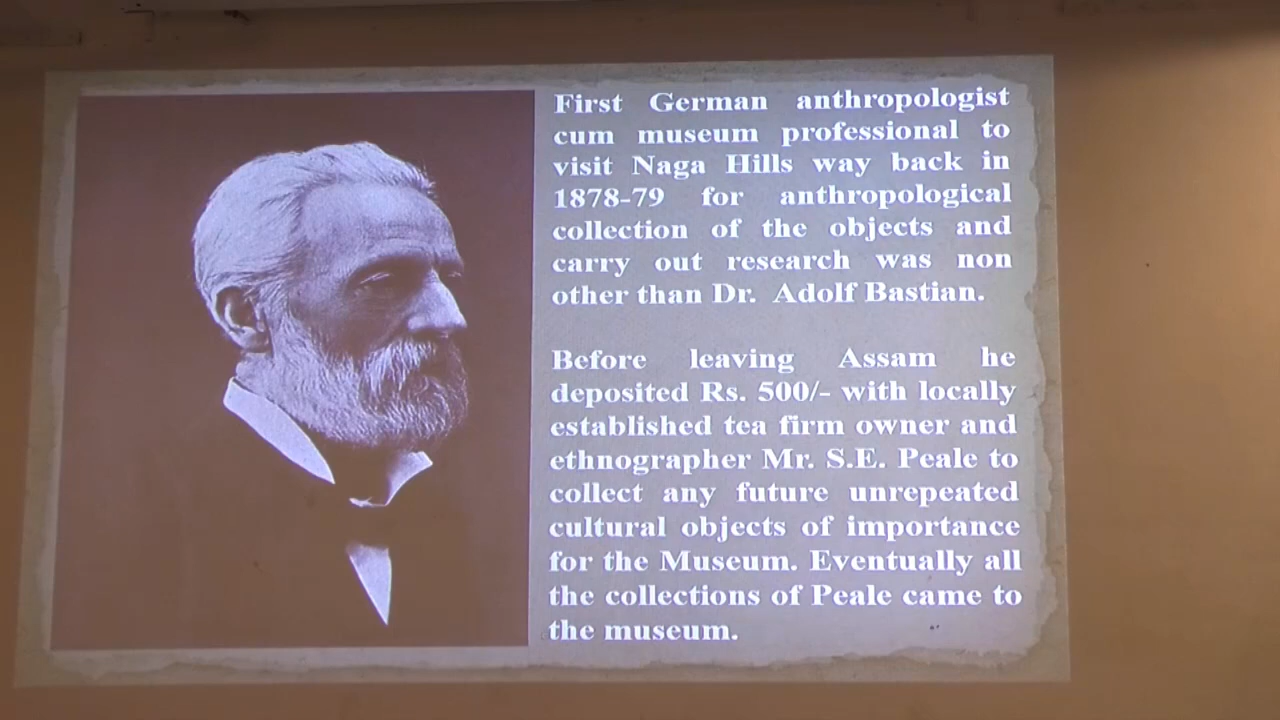 First German anthropologist
cum museum professional to
visit Naga Hills way back in
1878-79 for anthropological
collection of the objects and
carry out research was non
other than Dr. Adolf Bastian.
Before leaving Assam he
deposited Rs. 500/- with locally
established tea firm owner and
ethnographer Mr. S.E. Peale to
collect any future unrepeated
cultural objects of importance
for the Museum. Eventually all
the collections of Peale came to
the museum.